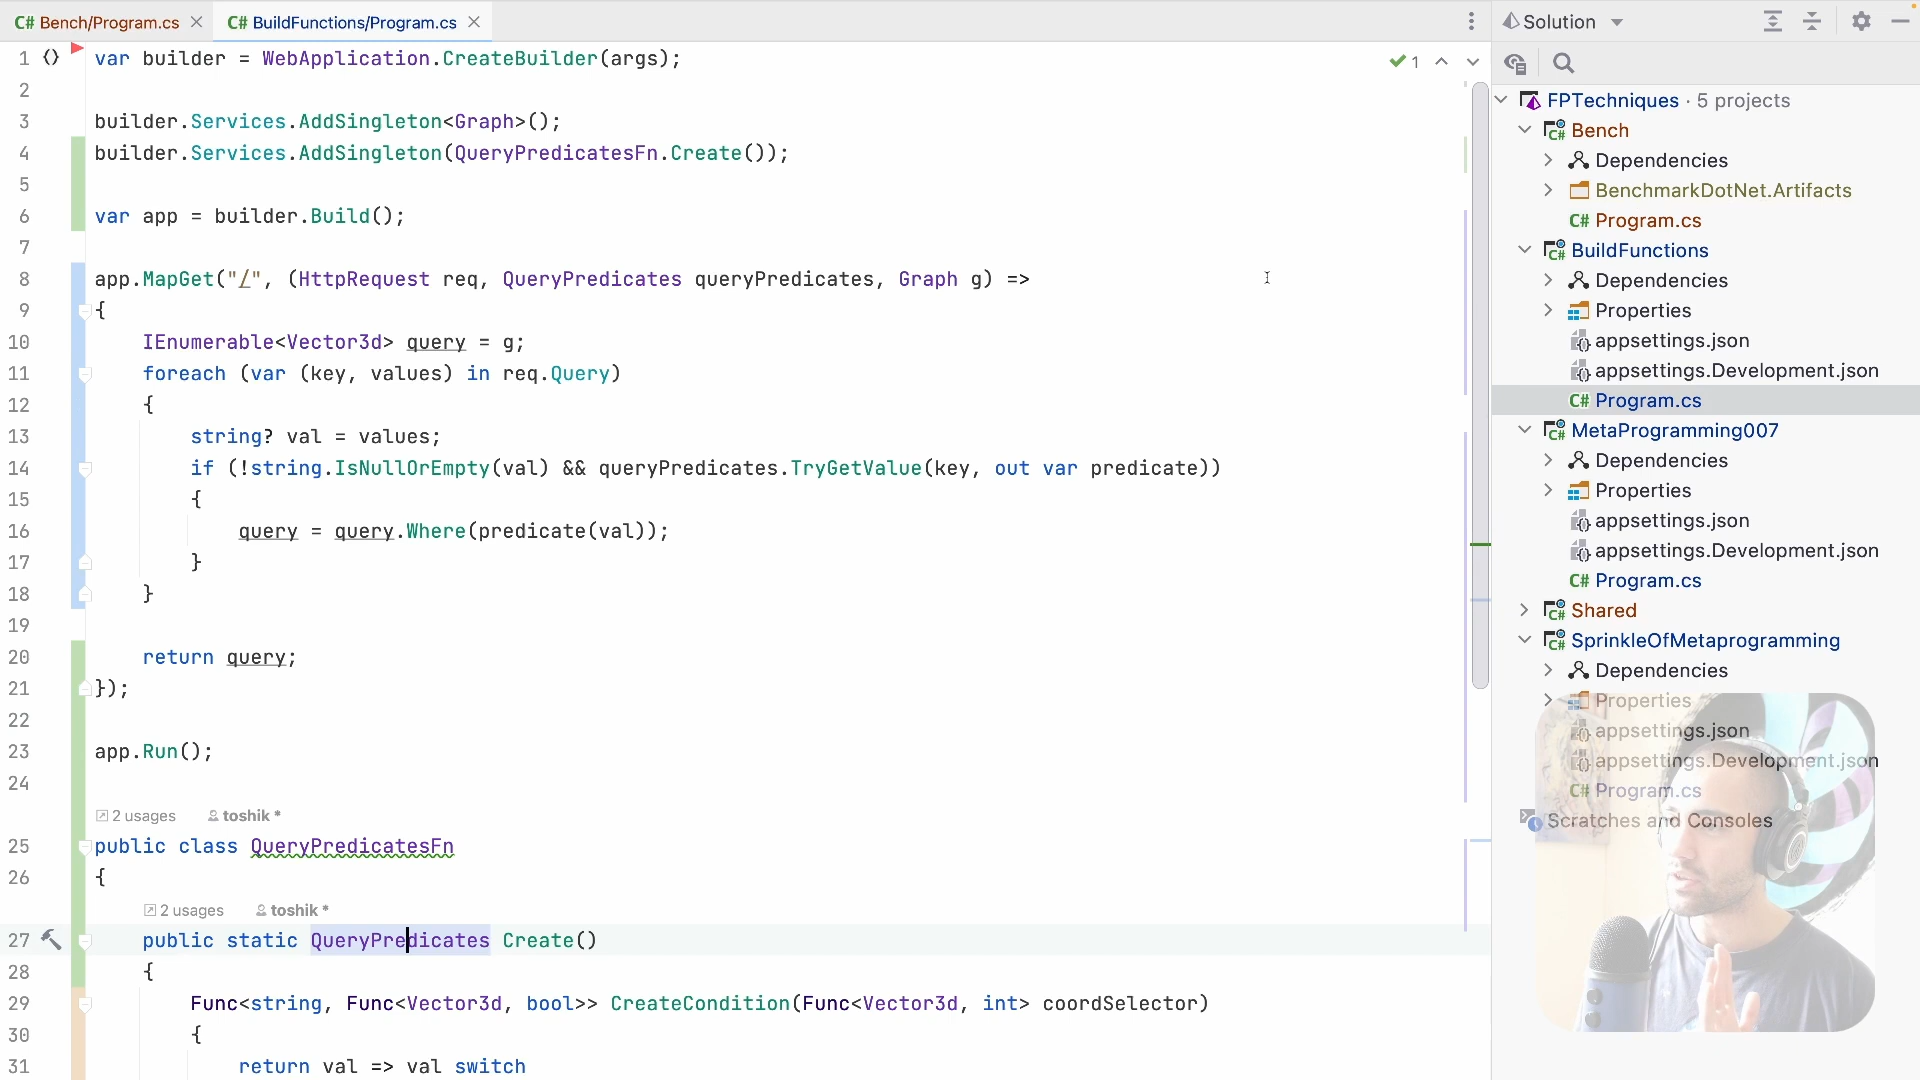 C# Bench/Program.cs
C# BuildFunctions/Program.cs
Solution
1 var builder = WebApplication.CreateBuilder(args);
1
2
3 builder.Services.AddSingleton<Graph>();
4 builder.Services.AddSingleton(QueryPredicatesFn.Create());
5
6 var app = builder.Build();
7
8 app.MapGet("/", (HttpRequest req, QueryPredicates queryPredicates, Graph g) =>
9 {
10 IEnumerable<Vector3d> query = g;
11 foreach (var (key, values) in req.Query)
12 {
13 string? val = values;
14 if (!string.IsNullOrEmpty(val) && queryPredicates.TryGetValue(key, out var predicate))
15 {
16 query = query.Where(predicate(val));
17 }
18 }
19
20 return query;
21 });
22
23 app.Run();
24
2 usages toshik *
25 public class QueryPredicatesFn
26 {
2 usages toshik *
27 public static QueryPredicates Create()
28 {
29 Func<string, Func<Vector3d, bool>> CreateCondition(Func<Vector3d, int> coordSelector)
30 {
31 return val => val switch
FPTechniques · 5 projects
C# Bench
Dependencies
BenchmarkDotNet.Artifacts
C# Program.cs
C# BuildFunctions
Dependencies
Properties
appsettings.json
appsettings.Development.json
C# Program.cs
C# MetaProgramming007
Dependencies
Properties
appsettings.json
appsettings.Development.json
C# Program.cs
C# Shared
C# SprinkleOfMetaprogramming
Dependencies
Properties
appsettings.json
appsettings.Development.json
C# Program.cs
Scratches and Consoles